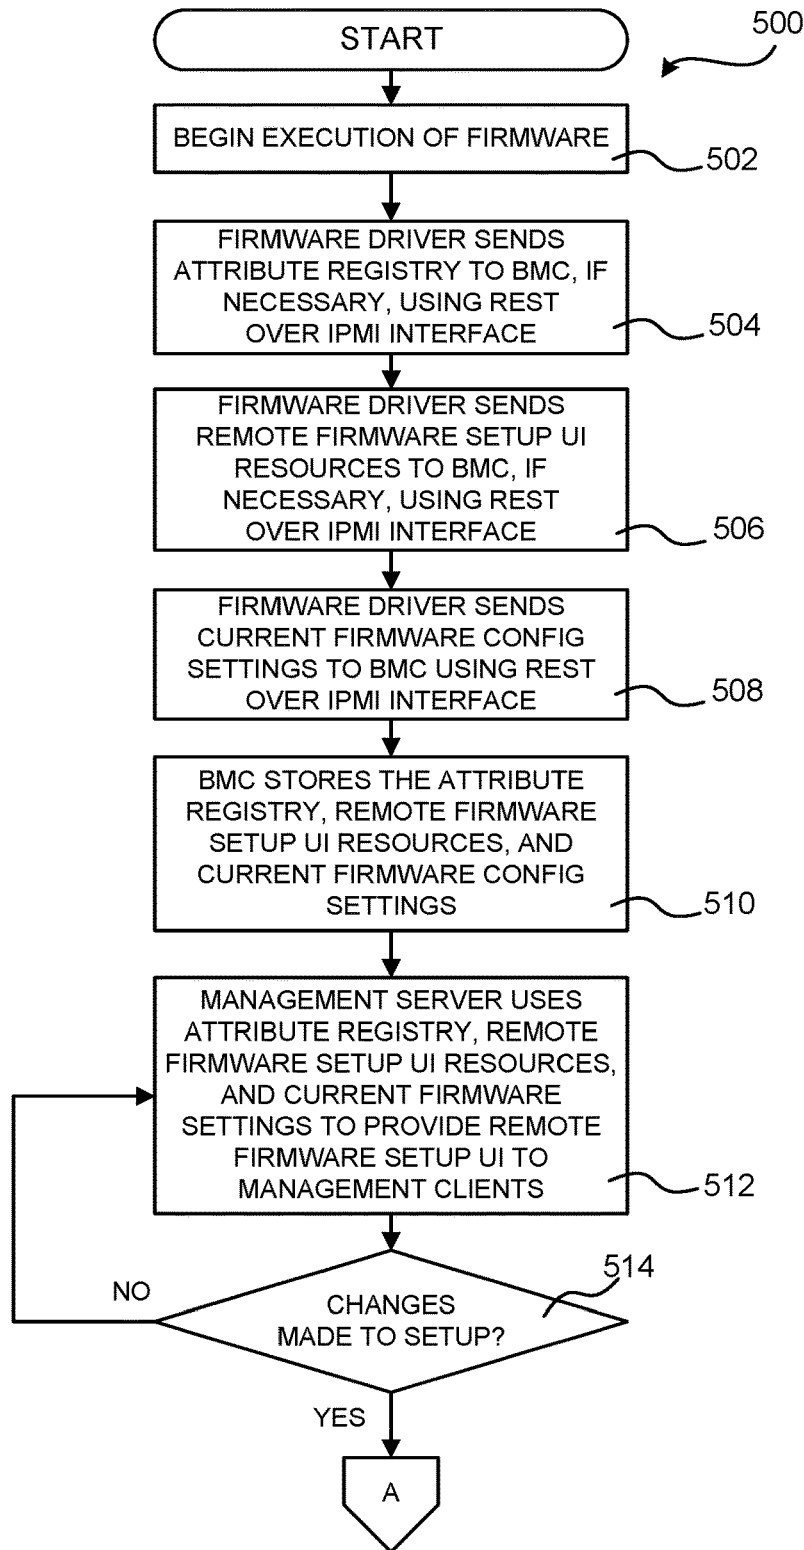 START
500
BEGIN EXECUTION OF FIRMWARE
502
FIRMWARE DRIVER SENDS
ATTRIBUTE REGISTRY TO BMC, IF
NECESSARY, USING REST
OVER IPMI INTERFACE
504
FIRMWARE DRIVER SENDS
REMOTE FIRMWARE SETUP UI
RESOURCES TO BMC, IF
NECESSARY, USING REST
OVER IPMI INTERFACE
506
FIRMWARE DRIVER SENDS
CURRENT FIRMWARE CONFIG
SETTINGS TO BMC USING REST
OVER IPMI INTERFACE
508
BMC STORES THE ATTRIBUTE
REGISTRY, REMOTE FIRMWARE
SETUP UI RESOURCES, AND
CURRENT FIRMWARE CONFIG
SETTINGS
510
MANAGEMENT SERVER USES
ATTRIBUTE REGISTRY, REMOTE
FIRMWARE SETUP UI RESOURCES,
AND CURRENT FIRMWARE
SETTINGS TO PROVIDE REMOTE
FIRMWARE SETUP UI TO
MANAGEMENT CLIENTS
512
514
NO
CHANGES
MADE TO SETUP?
YES
A